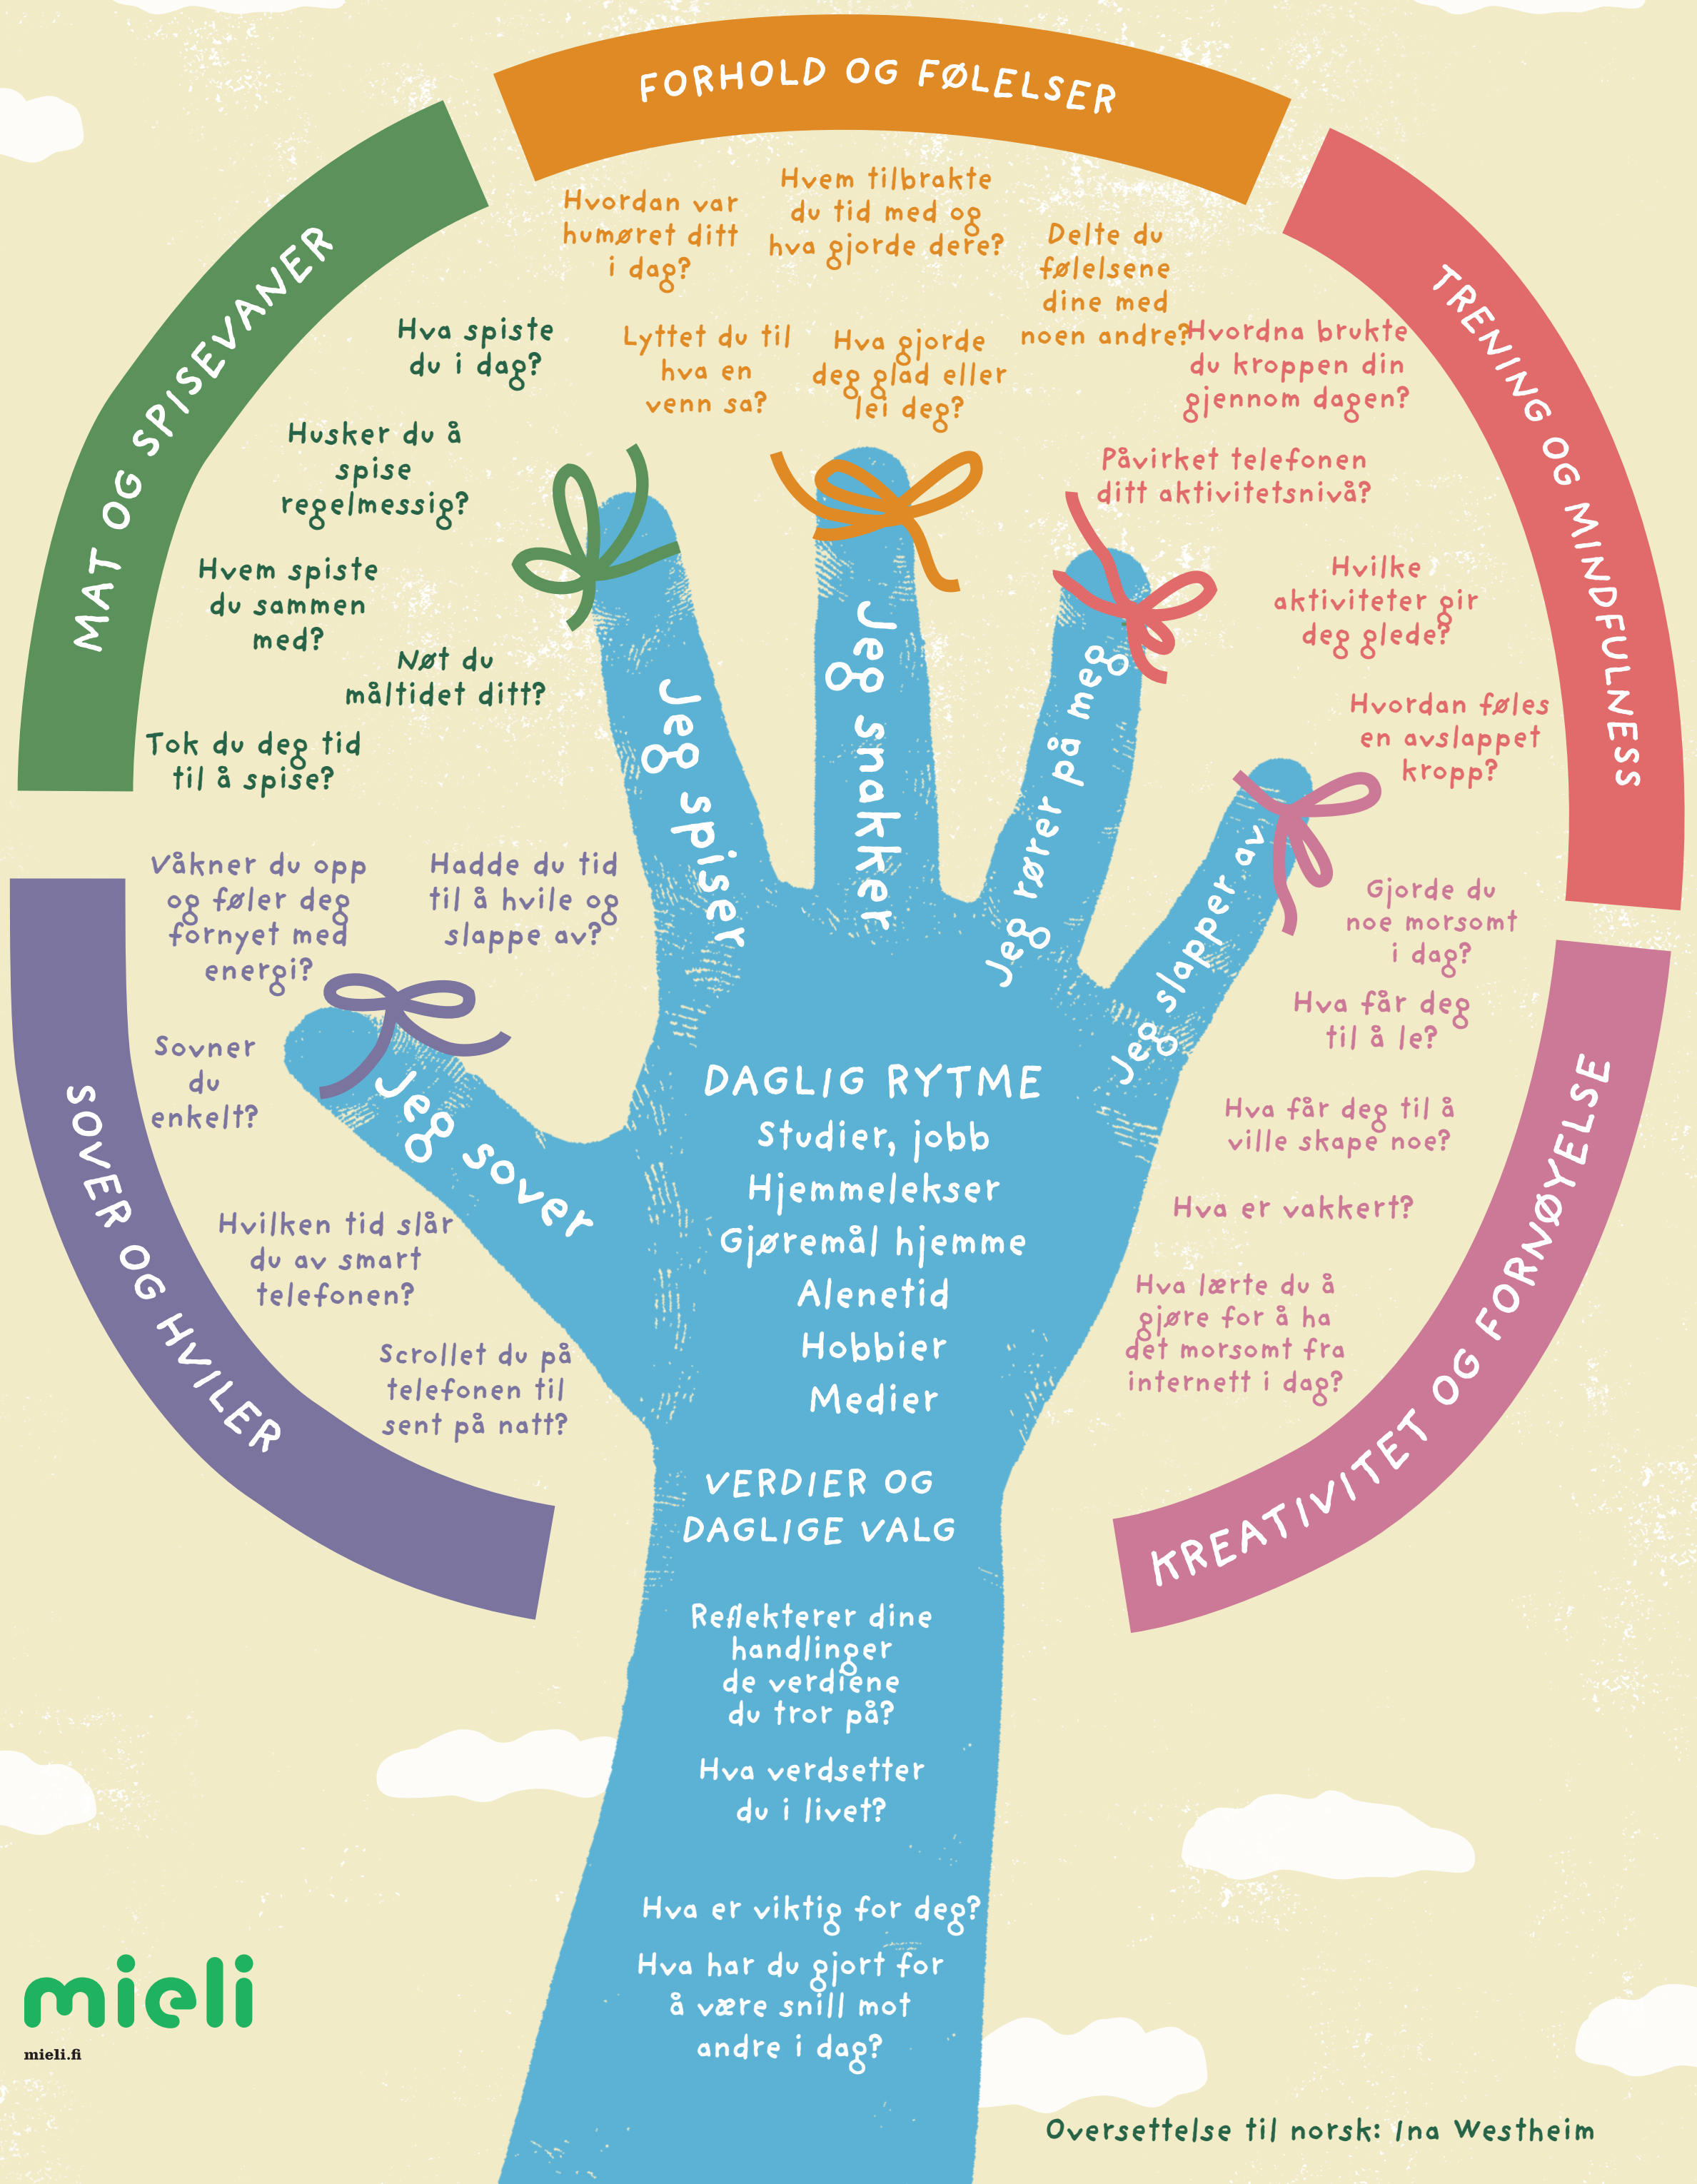 FORHOLD OG FØLELSER
Hvordan var
humøret ditt
i dag?
Hvem tilbrakte
du tid med og
hva gjorde dere?
Delte du
følelsene
dine med
noen andre?
Lyttet du til
hva en
venn sa?
Hva gjorde
deg glad eller
lei deg?
MAT OG SPISEVANER
Hva spiste
du i dag?
Husker du å
spise
regelmessig?
Hvem spiste
du sammen
med?
Nøt du
måltidet ditt?
Tok du deg tid
til å spise?
TRENING OG MINDFULNESS
Hvordna brukte
du kroppen din
gjennom dagen?
Påvirket telefonen
ditt aktivitetsnivå?
Hvilke
aktiviteter gir
deg glede?
Hvordan føles
en avslappet
kropp?
Jeg spiser
Jeg snakker
Jeg rører på meg
Jeg slapper av
Jeg sover
SOVER OG HVILER
Våkner du opp
og føler deg
fornyet med
energi?
Hadde du tid
til å hvile og
slappe av?
Sovner
du
enkelt?
Hvilken tid slår
du av smart
telefonen?
Scrollet du på
telefonen til
sent på natt?
KREATIVITET OG FORNØYELSE
Gjorde du
noe morsomt
i dag?
Hva får deg
til å le?
Hva får deg til å
ville skape noe?
Hva er vakkert?
Hva lærte du å
gjøre for å ha
det morsomt fra
internett i dag?
DAGLIG RYTME
Studier, jobb
Hjemmelekser
Gjøremål hjemme
Alenetid
Hobbier
Medier
VERDIER OG
DAGLIGE VALG
Reflekterer dine
handlinger
de verdiene
du tror på?
Hva verdsetter
du i livet?
Hva er viktig for deg?
Hva har du gjort for
å være snill mot
andre i dag?
mieli
mieli.fi
Oversettelse til norsk: Ina Westheim